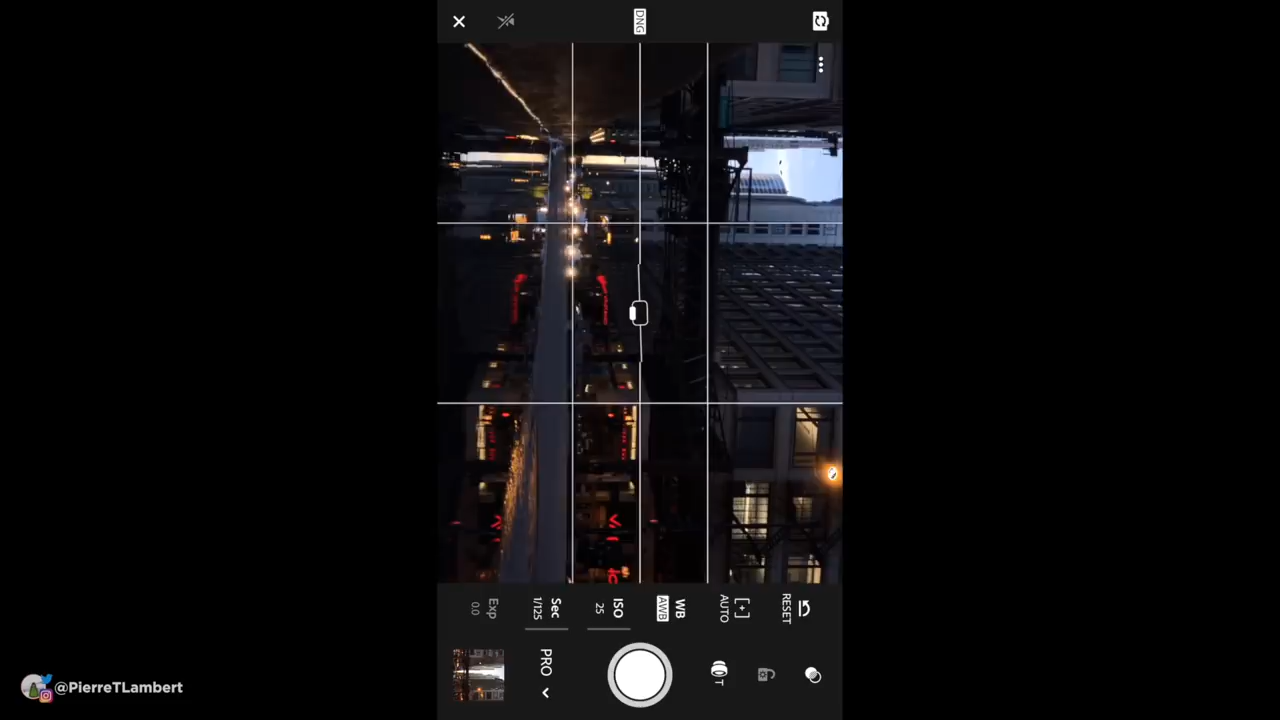 DNG
Exp
0.0
Sec
1/125
ISO
25
WB
AWB
[+]
AUTO
RESET
PRO
T
@PierreTLambert